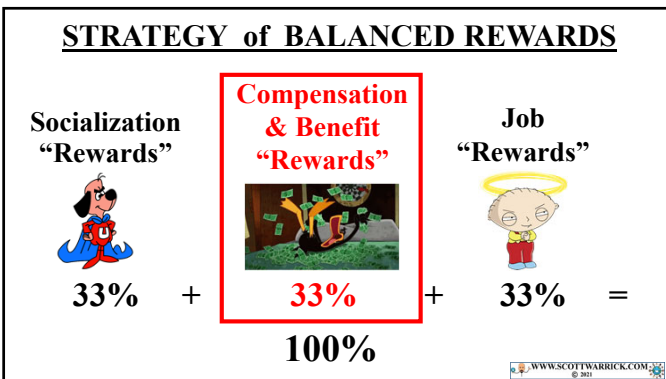 STRATEGY of BALANCED REWARDS
Socialization
“Rewards”
Compensation
& Benefit
“Rewards”
Job
“Rewards”
U
33% + 33% + 33% =
100%
WWW.SCOTTWARRICK.COM
© 2021